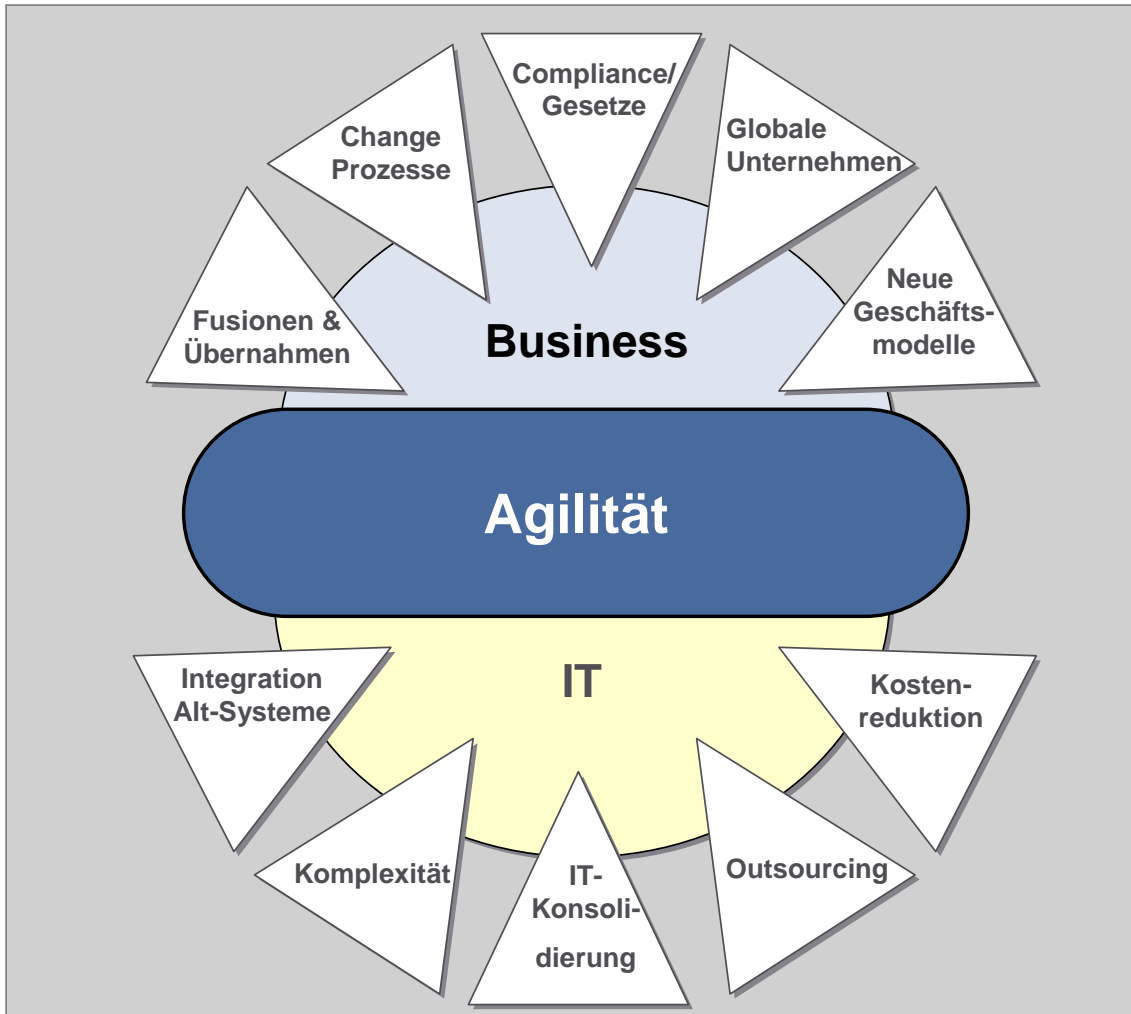 Compliance/
Gesetze
Change
Prozesse
Globale
Unternehmen
Fusionen &
Übernahmen
Neue
Geschäfts-
modelle
Business
Agilität
IT
Integration
Alt-Systeme
Kosten-
reduktion
Komplexität
IT-
Konsoli-
dierung
Outsourcing